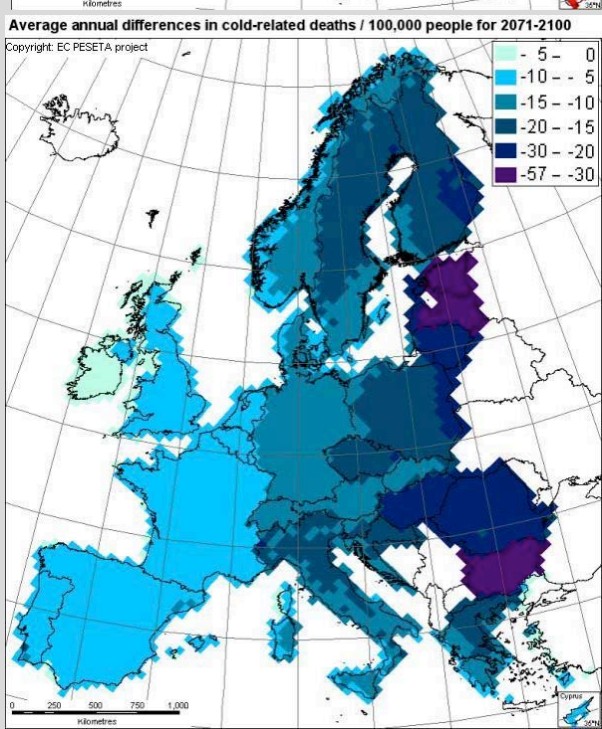 Kilometres
35°N
Average annual differences in cold-related deaths / 100,000 people for 2071-2100
Copyright: EC PESETA project
- 5 – 0
-10 – - 5
-15 – -10
-20 – -15
-30 – -20
-57 – -30
0 250 500 750 1,000
Kilometres
Cyprus
35°N